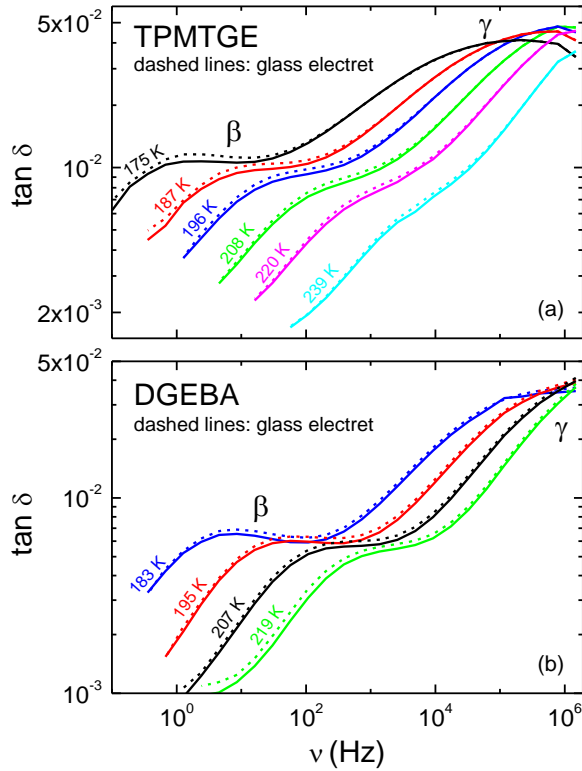 5x10⁻²
TPMTGE
γ
dashed lines: glass electret
β
tan δ
10⁻²
175 K
187 K
196 K
208 K
220 K
239 K
2x10⁻³
(a)
5x10⁻²
DGEBA
dashed lines: glass electret
γ
β
tan δ
10⁻²
183 K
195 K
207 K
219 K
(b)
10⁻³
10⁰ 10² 10⁴ 10⁶
ν (Hz)